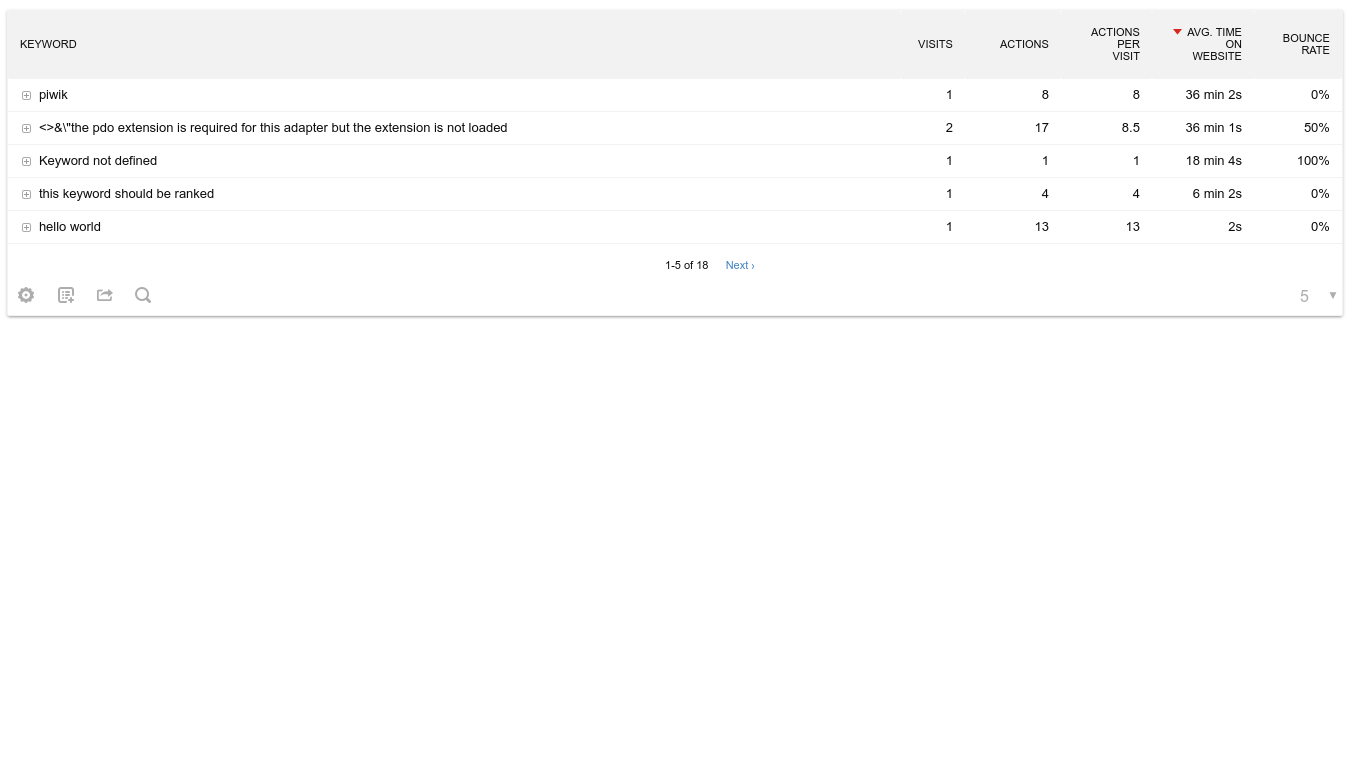 KEYWORD VISITS ACTIONS ACTIONS PER VISIT AVG. TIME ON WEBSITE BOUNCE RATE
piwik 1 8 8 36 min 2s 0%
<>&\"the pdo extension is required for this adapter but the extension is not loaded 2 17 8.5 36 min 1s 50%
Keyword not defined 1 1 1 18 min 4s 100%
this keyword should be ranked 1 4 4 6 min 2s 0%
hello world 1 13 13 2s 0%
1-5 of 18 Next ›
5